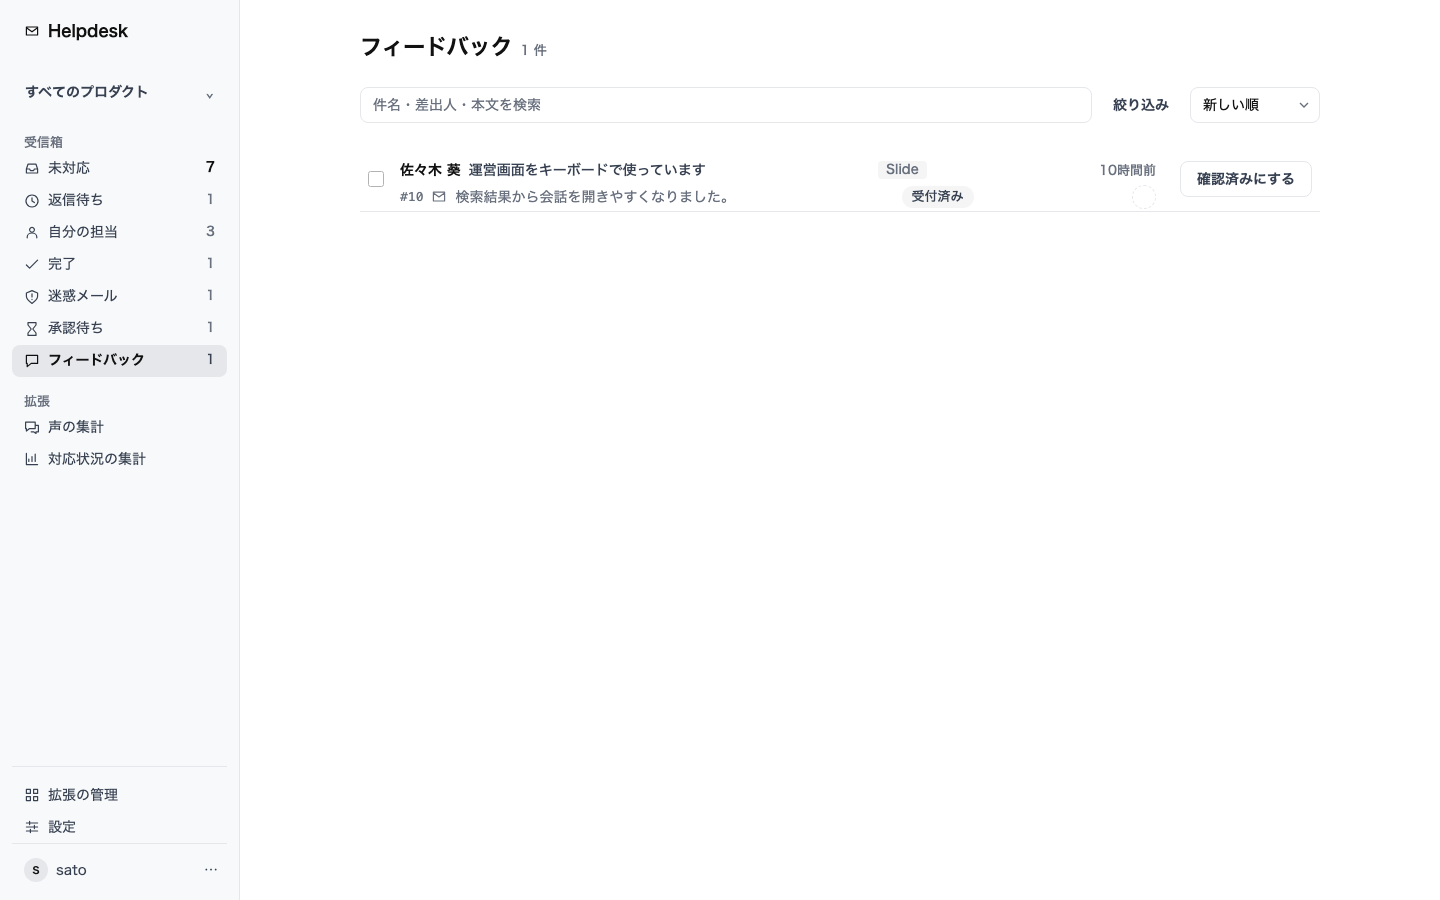 Helpdesk
すべてのプロダクト
受信箱
未対応 7
返信待ち 1
自分の担当 3
完了 1
迷惑メール 1
承認待ち 1
フィードバック 1
拡張
声の集計
対応状況の集計
拡張の管理
設定
S sato ...
フィードバック 1 件
件名・差出人・本文を検索 絞り込み 新しい順
佐々木 葵 運営画面をキーボードで使っています Slide 10時間前 確認済みにする
#10 検索結果から会話を開きやすくなりました。 受付済み